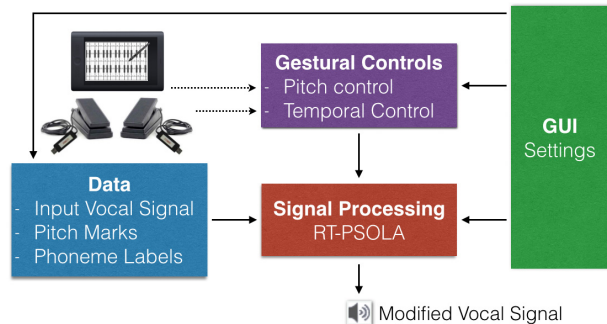 Gestural Controls
- Pitch control
- Temporal Control
GUI
Settings
Data
- Input Vocal Signal
- Pitch Marks
- Phoneme Labels
Signal Processing
RT-PSOLA
Modified Vocal Signal